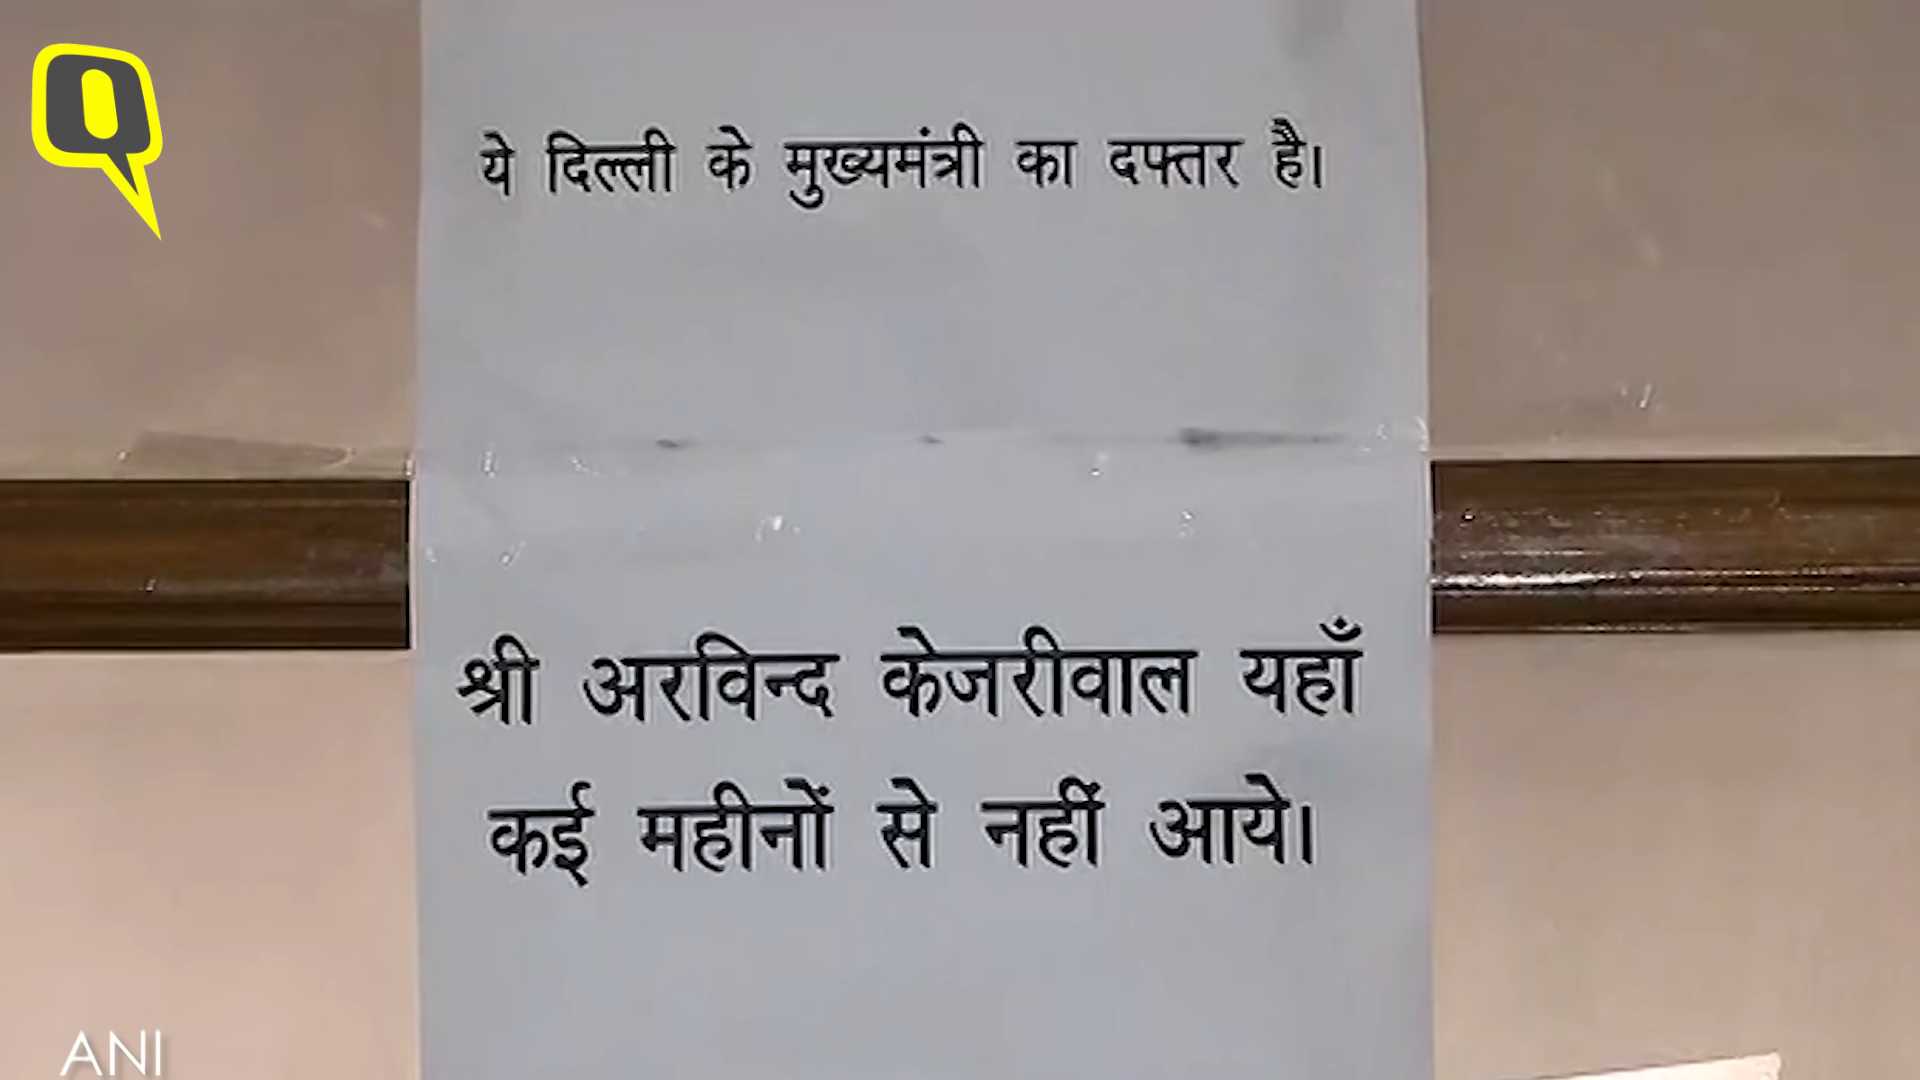 ये दिल्ली के मुख्यमंत्री का दफ्तर है।
श्री अरविन्द केजरीवाल यहाँ
कई महीनों से नहीं आये।
ANI